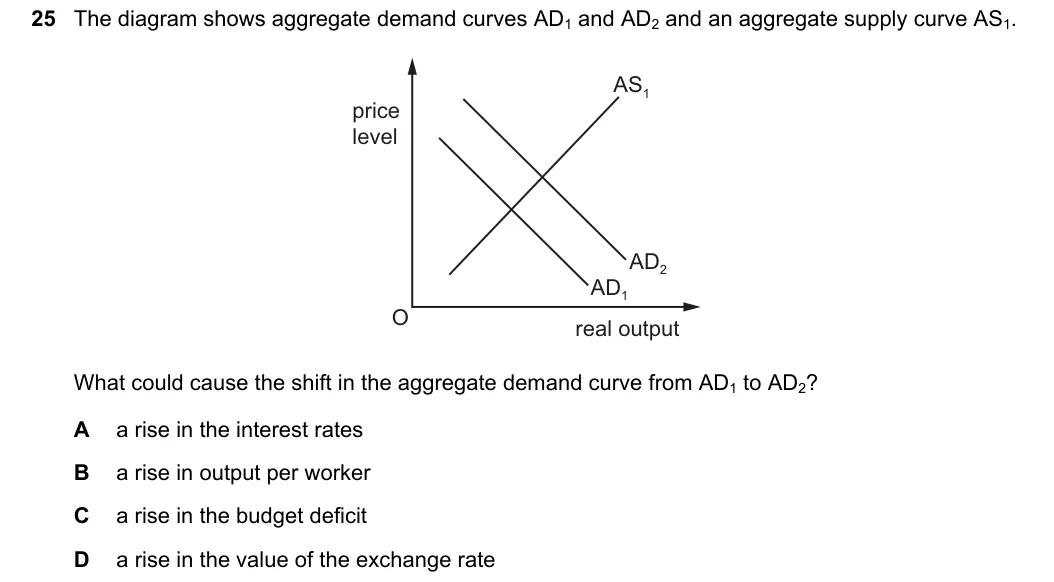 25 The diagram shows aggregate demand curves AD₁ and AD₂ and an aggregate supply curve AS₁.
AS₁
price
level
AD₂
AD₁
O
real output
What could cause the shift in the aggregate demand curve from AD₁ to AD₂?
A a rise in the interest rates
B a rise in output per worker
C a rise in the budget deficit
D a rise in the value of the exchange rate